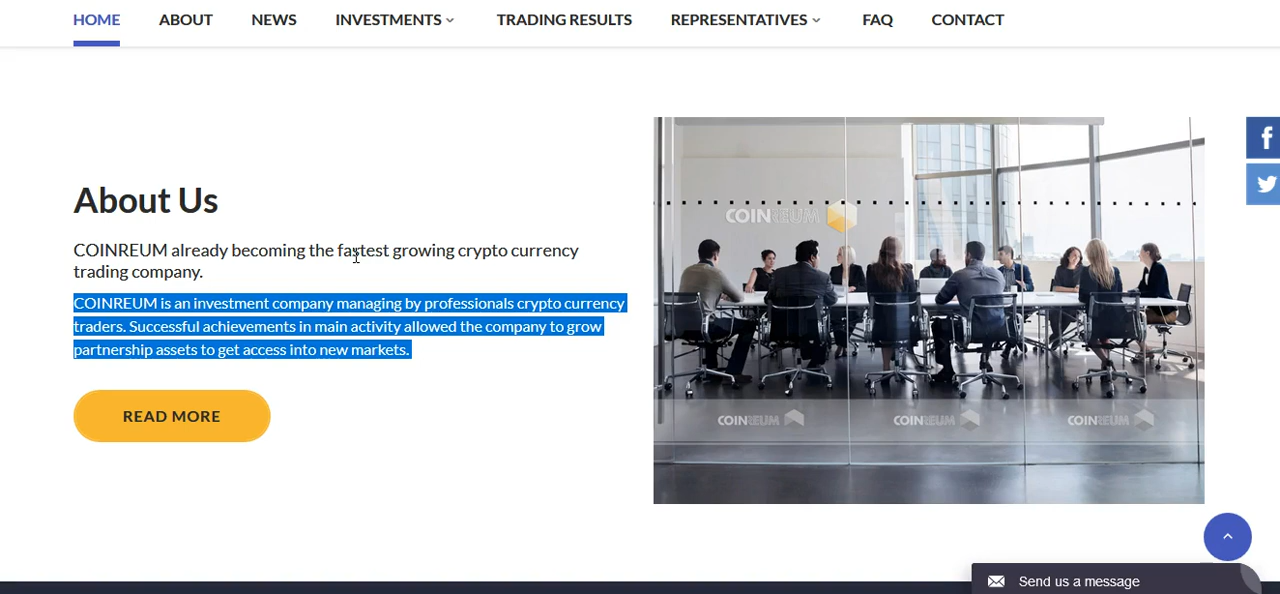 HOME ABOUT NEWS INVESTMENTS TRADING RESULTS REPRESENTATIVES FAQ CONTACT
About Us
COINREUM already becoming the fastest growing crypto currency
trading company.
COINREUM is an investment company managing by professionals crypto currency
traders. Successful achievements in main activity allowed the company to grow
partnership assets to get access into new markets.
READ MORE
COINREUM
COINREUM COINREUM COINREUM
Send us a message